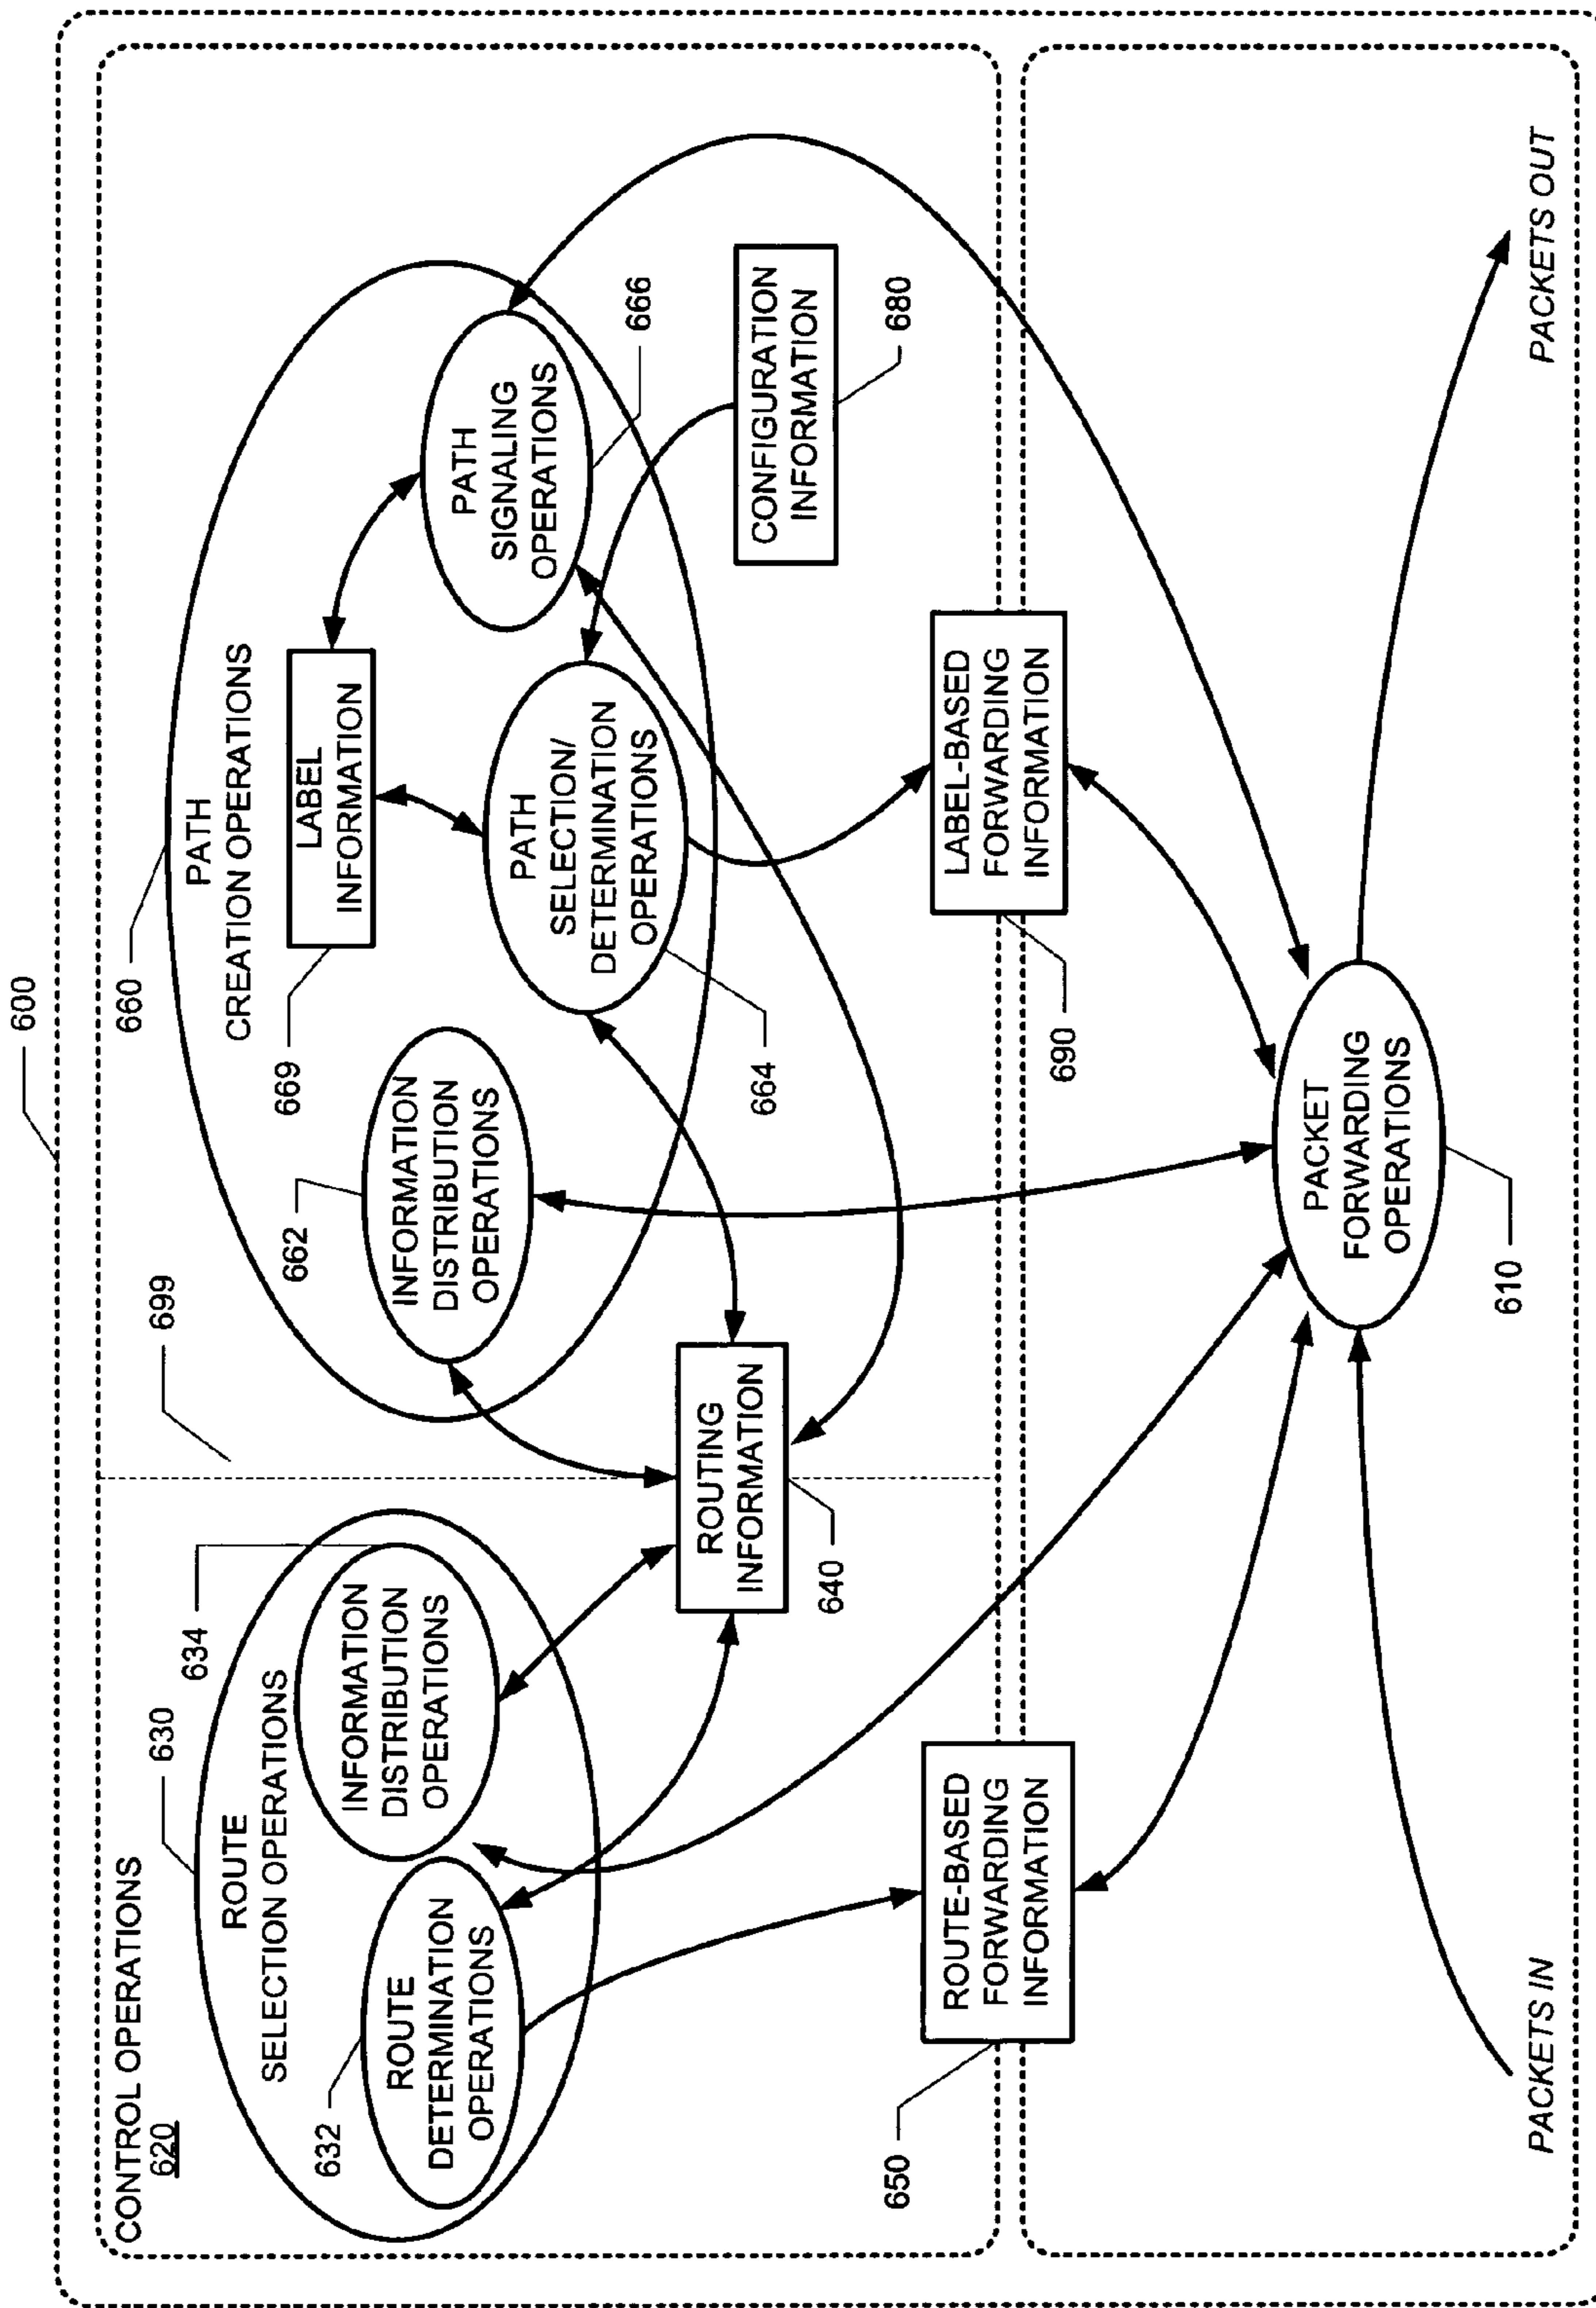 600
CONTROL OPERATIONS
620
630
ROUTE
SELECTION OPERATIONS
634
632
ROUTE
DETERMINATION
OPERATIONS
INFORMATION
DISTRIBUTION
OPERATIONS
699
660
PATH
CREATION OPERATIONS
669
LABEL
INFORMATION
662
INFORMATION
DISTRIBUTION
OPERATIONS
PATH
SELECTION/
DETERMINATION
OPERATIONS
664
PATH
SIGNALING
OPERATIONS
666
ROUTING
INFORMATION
640
CONFIGURATION
INFORMATION
680
650
ROUTE-BASED
FORWARDING
INFORMATION
LABEL-BASED
FORWARDING
INFORMATION
690
PACKET
FORWARDING
OPERATIONS
610
PACKETS IN
PACKETS OUT